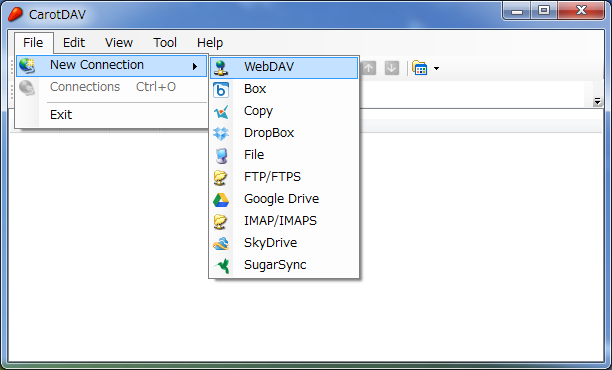 CarotDAV
File Edit View Tool Help
New Connection
Connections Ctrl+O
Exit
WebDAV
Box
Copy
DropBox
File
FTP/FTPS
Google Drive
IMAP/IMAPS
SkyDrive
SugarSync